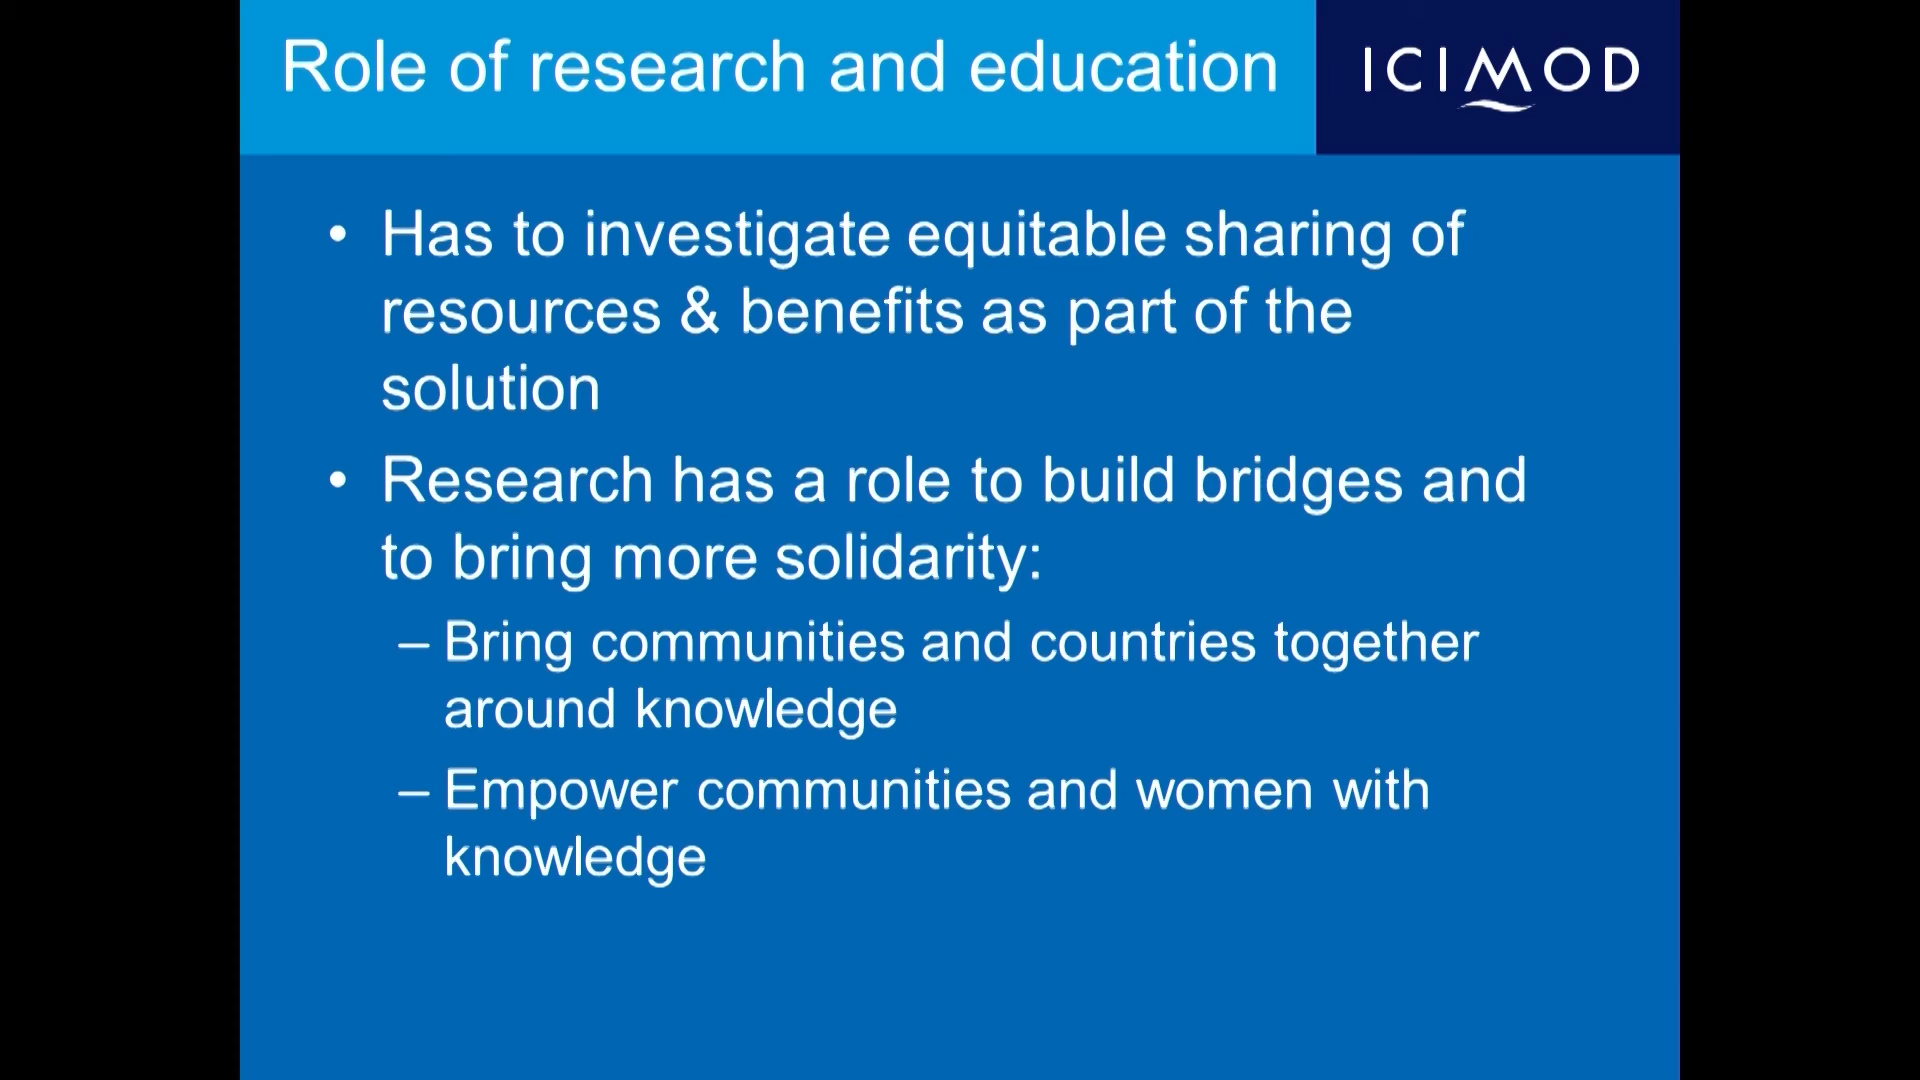 Role of research and education
ICIMOD
• Has to investigate equitable sharing of
resources & benefits as part of the
solution
• Research has a role to build bridges and
to bring more solidarity:
– Bring communities and countries together
around knowledge
– Empower communities and women with
knowledge